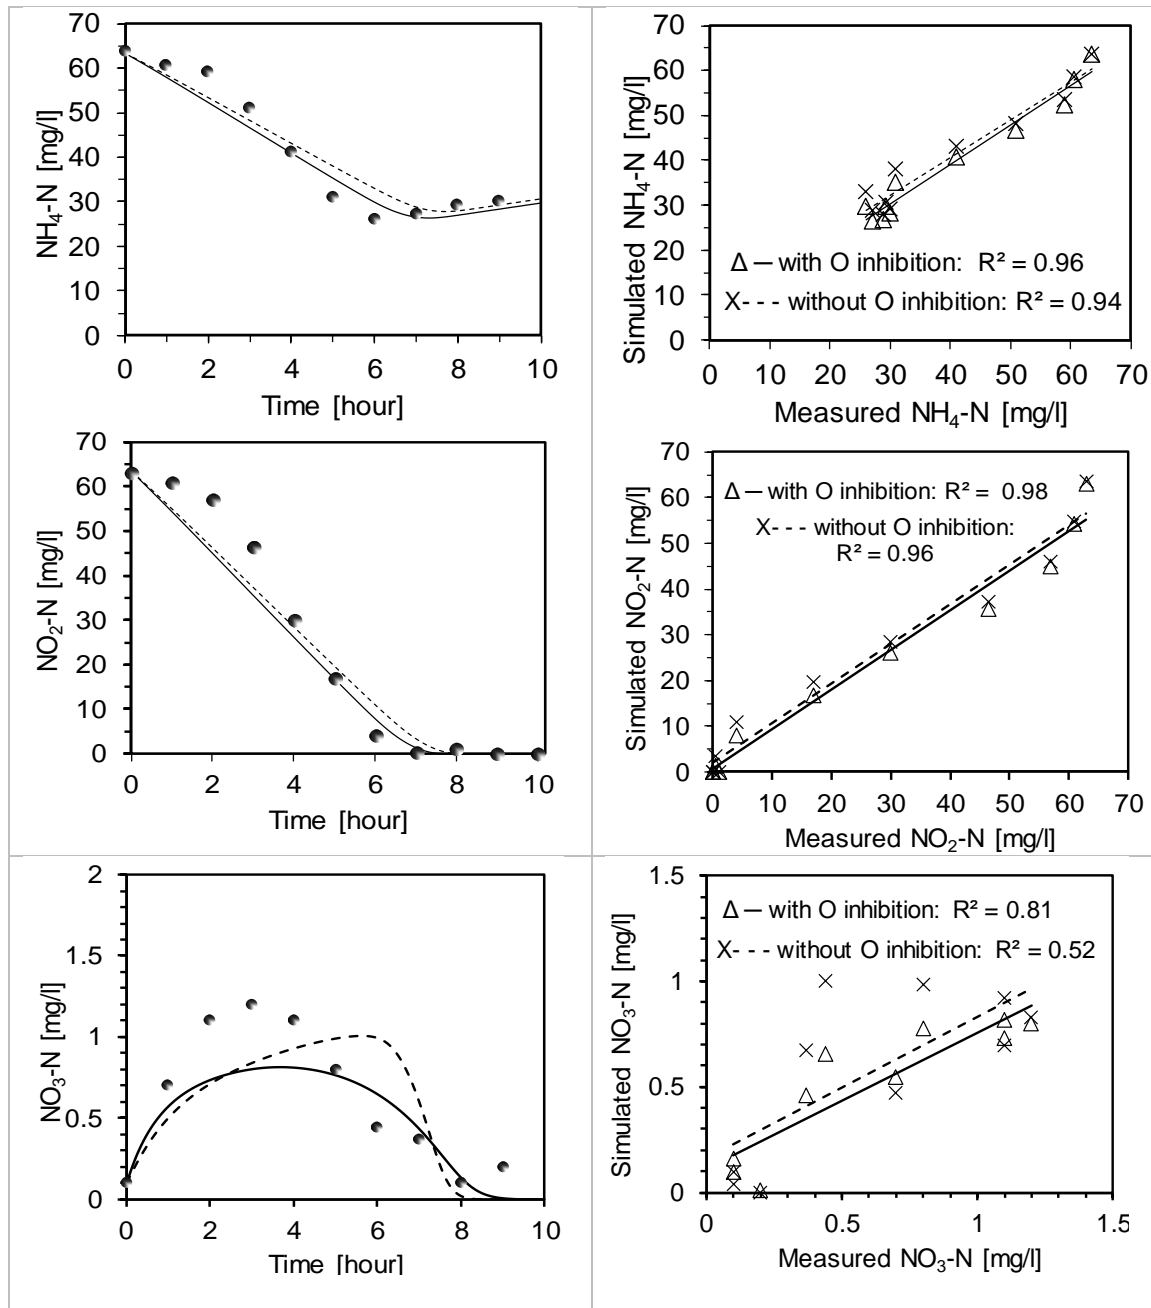 70
60
50
40
30
20
10
0
NH₄-N [mg/l]
0 2 4 6 8 10
Time [hour]
70
60
50
40
30
20
10
0
Simulated NH₄-N [mg/l]
Δ — with O inhibition: R² = 0.96
X- - - without O inhibition: R² = 0.94
0 10 20 30 40 50 60 70
Measured NH₄-N [mg/l]
70
60
50
40
30
20
10
0
NO₂-N [mg/l]
0 2 4 6 8 10
Time [hour]
70
60
50
40
30
20
10
0
Simulated NO₂-N [mg/l]
Δ — with O inhibition: R² = 0.98
X- - - without O inhibition:
R² = 0.96
0 10 20 30 40 50 60 70
Measured NO₂-N [mg/l]
2
1.5
1
0.5
0
NO₃-N [mg/l]
0 2 4 6 8 10
Time [hour]
1.5
1
0.5
0
Simulated NO₃-N [mg/l]
Δ — with O inhibition: R² = 0.81
X- - - without O inhibition: R² = 0.52
0 0.5 1 1.5
Measured NO₃-N [mg/l]